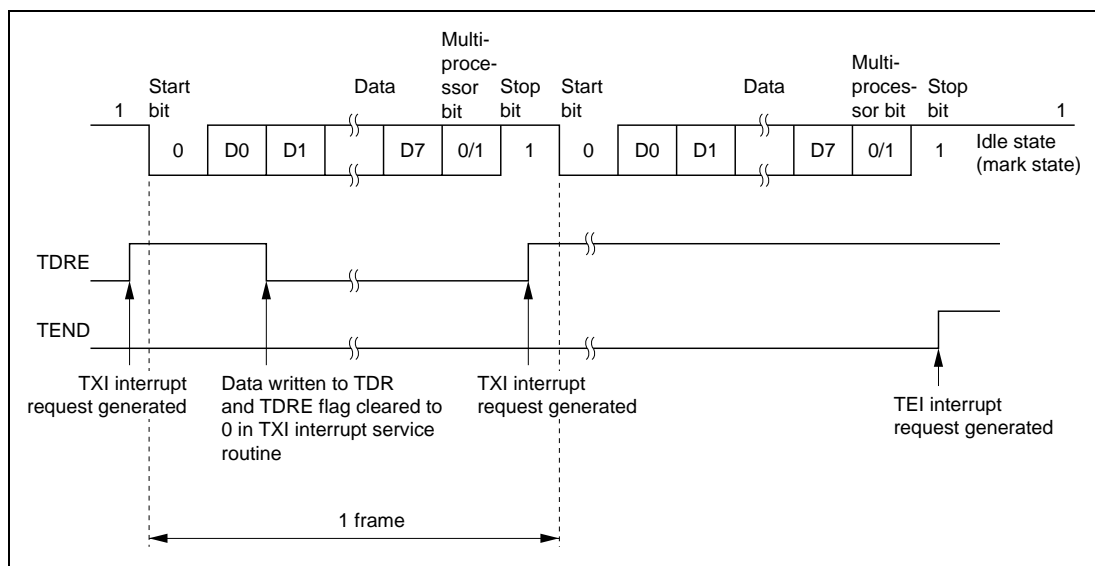 Multi-
proce-
ssor
bit
Start
bit
Data
Stop
bit
Start
bit
Data
Multi-
proces-
sor bit
Stop
bit
1
1
0
D0
D1
D7
0/1
1
0
D0
D1
D7
0/1
1
Idle state
(mark state)
TDRE
TEND
TXI interrupt
request generated
Data written to TDR
and TDRE flag cleared to
0 in TXI interrupt service
routine
TXI interrupt
request generated
TEI interrupt
request generated
1 frame